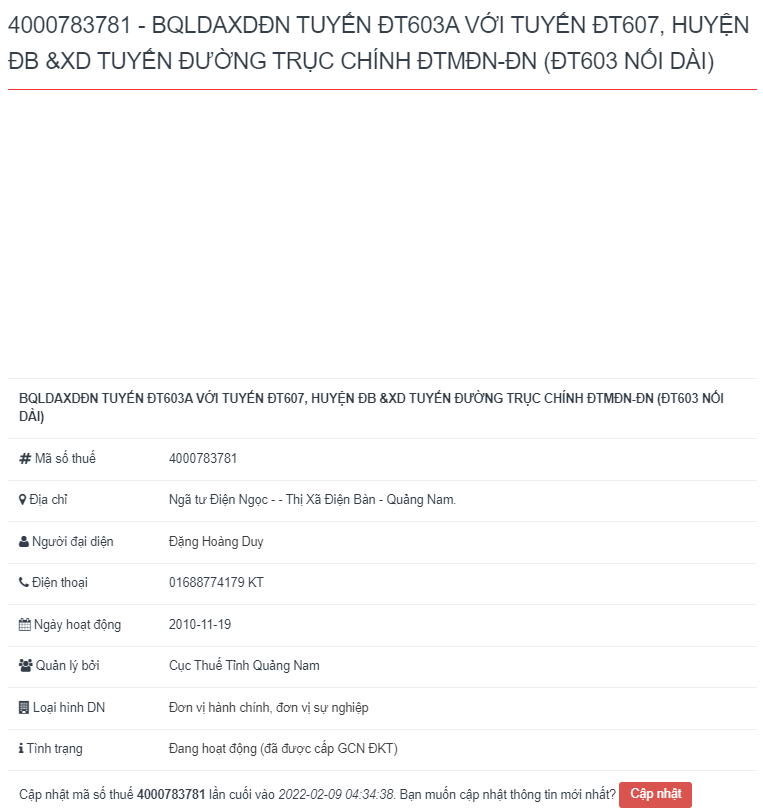 4000783781 - BQLDAXDĐN TUYẾN ĐT603A VỚI TUYẾN ĐT607, HUYỆN
ĐB &XD TUYẾN ĐƯỜNG TRỤC CHÍNH ĐTMĐN-ĐN (ĐT603 NỐI DÀI)
BQLDAXDĐN TUYẾN ĐT603A VỚI TUYẾN ĐT607, HUYỆN ĐB &XD TUYẾN ĐƯỜNG TRỤC CHÍNH ĐTMĐN-ĐN (ĐT603 NỐI
DÀI)
Mã số thuế 4000783781
Địa chỉ Ngã tư Điện Ngọc - - Thị Xã Điện Bàn - Quảng Nam.
Người đại diện Đặng Hoàng Duy
Điện thoại 01688774179 KT
Ngày hoạt động 2010-11-19
Quản lý bởi Cục Thuế Tỉnh Quảng Nam
Loại hình DN Đơn vị hành chính, đơn vị sự nghiệp
Tình trạng Đang hoạt động (đã được cấp GCN ĐKT)
Cập nhật mã số thuế 4000783781 lần cuối vào 2022-02-09 04:34:38. Bạn muốn cập nhật thông tin mới nhất? Cập nhật